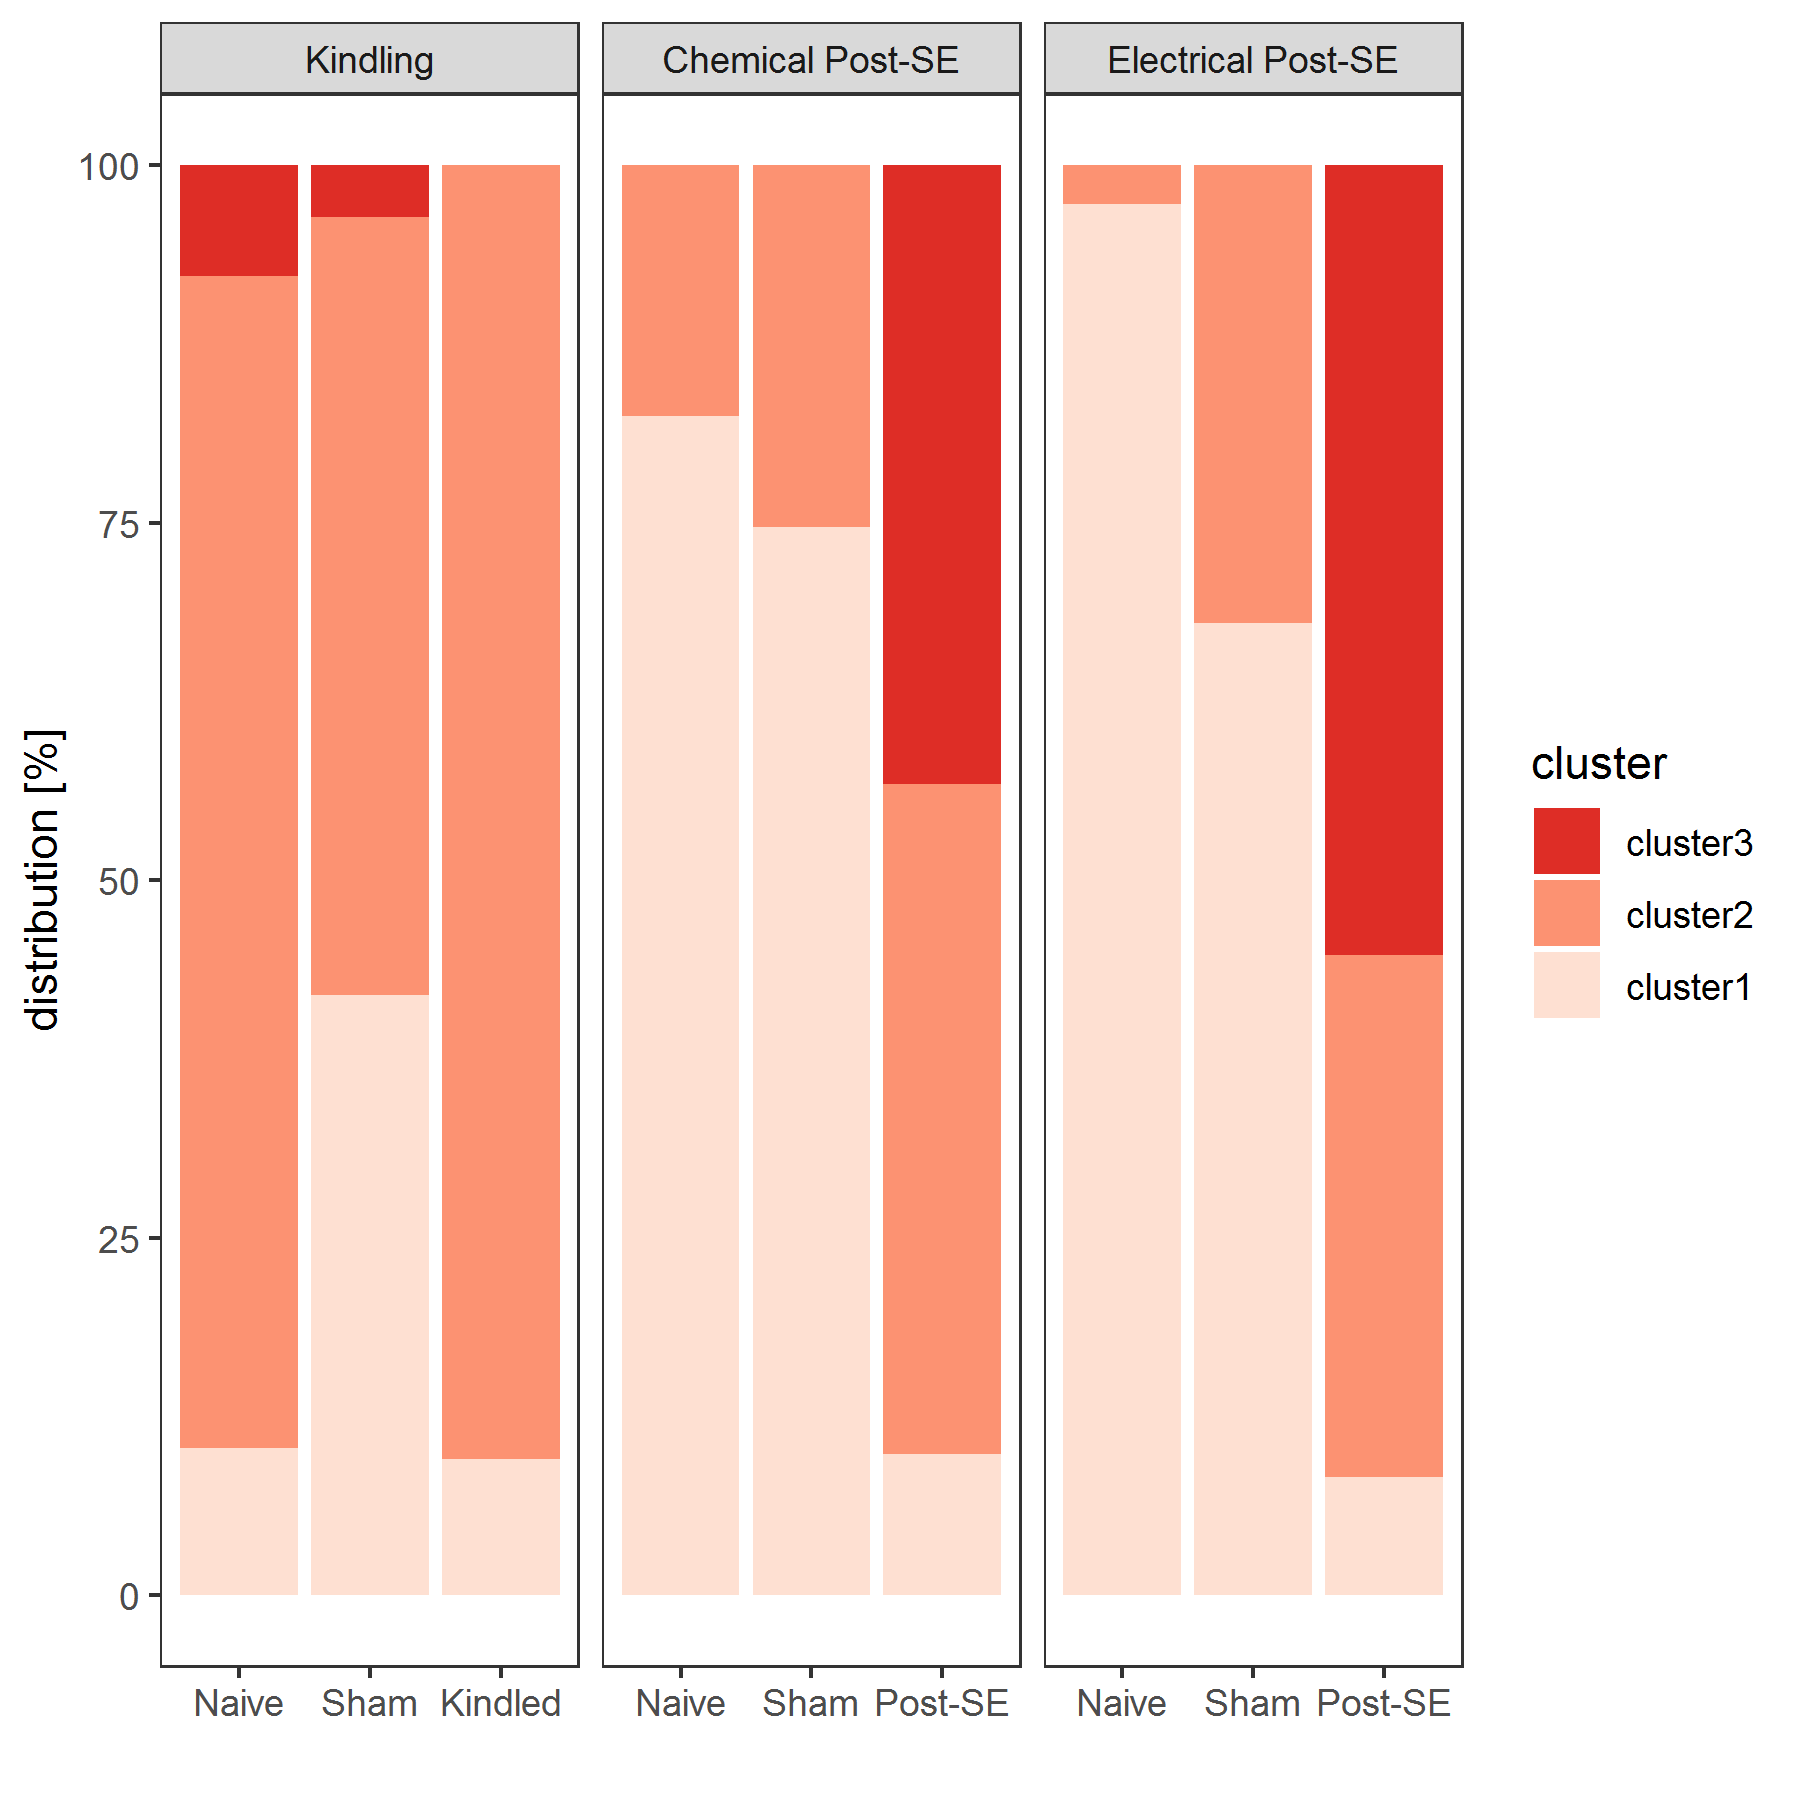 Kindling
Chemical Post-SE
Electrical Post-SE
distribution [%]
100
75
50
25
0
Naive
Sham
Kindled
Naive
Sham
Post-SE
Naive
Sham
Post-SE
cluster
cluster3
cluster2
cluster1